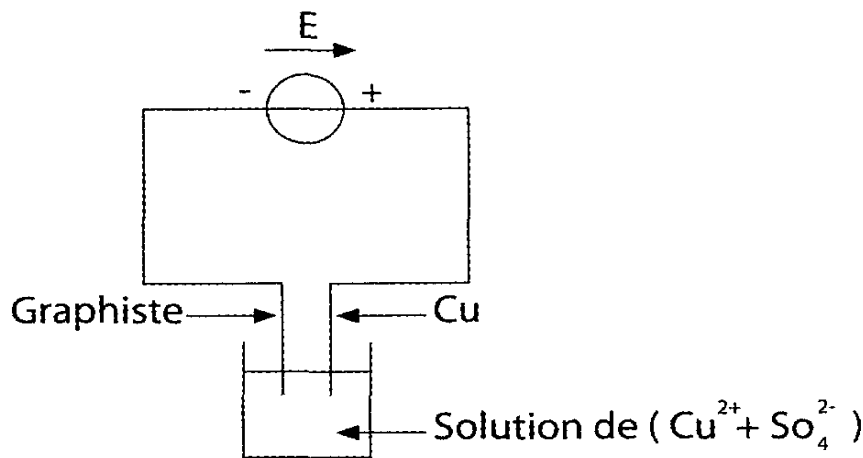 E
- +
Graphiste Cu
Solution de ( Cu²⁺ + So₄²⁻ )